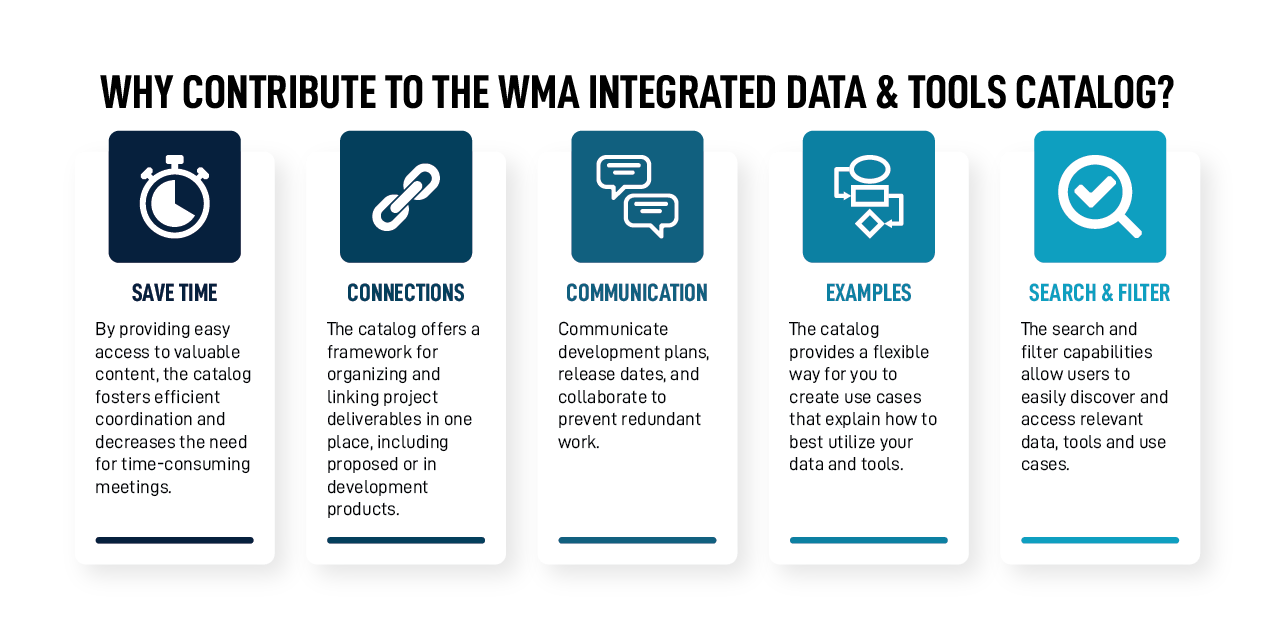 WHY CONTRIBUTE TO THE WMA INTEGRATED DATA & TOOLS CATALOG?
SAVE TIME
By providing easy
access to valuable
content, the catalog
fosters efficient
coordination and
decreases the need
for time-consuming
meetings.
CONNECTIONS
The catalog offers a
framework for
organizing and
linking project
deliverables in one
place, including
proposed or in
development
products.
COMMUNICATION
Communicate
development plans,
release dates, and
collaborate to
prevent redundant
work.
EXAMPLES
The catalog
provides a flexible
way for you to
create use cases
that explain how to
best utilize your
data and tools.
SEARCH & FILTER
The search and
filter capabilities
allow users to
easily discover and
access relevant
data, tools and use
cases.